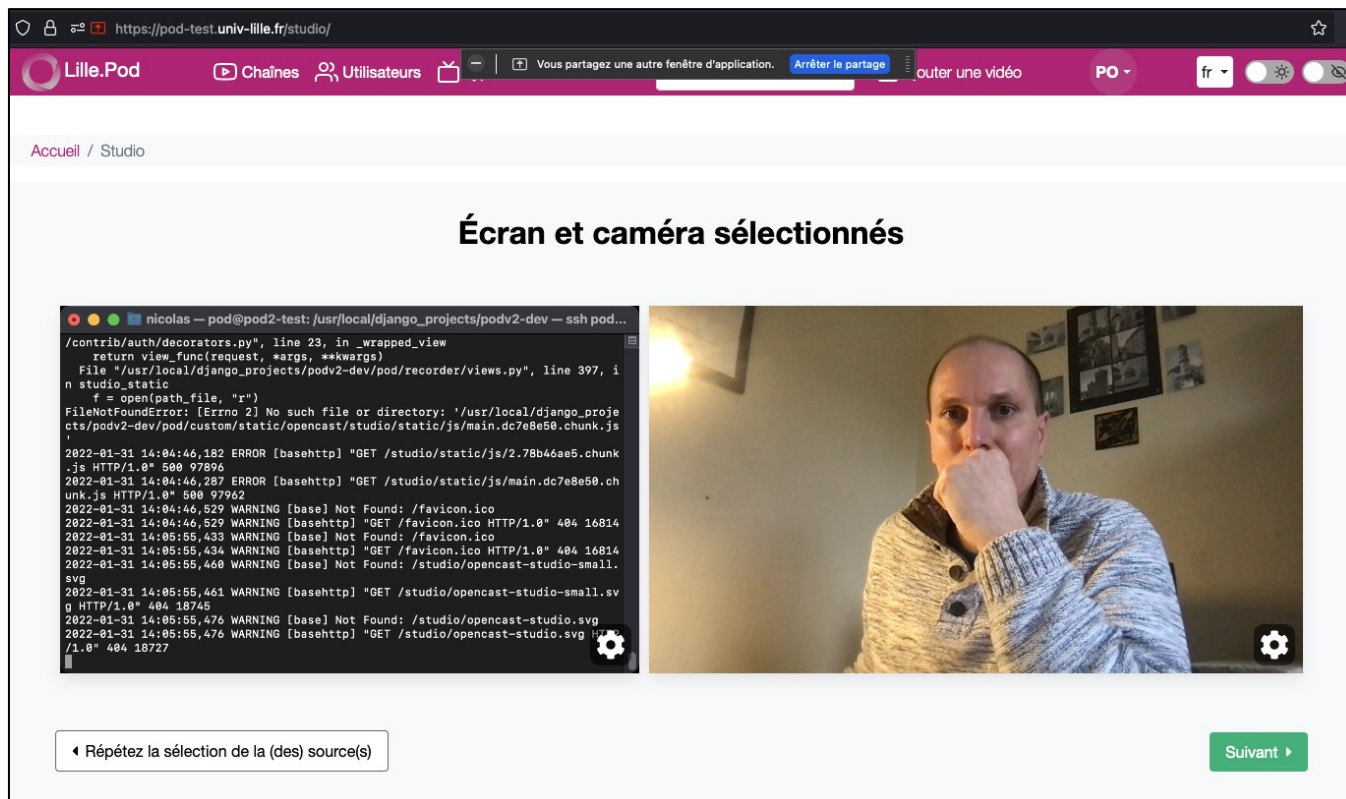 https://pod-test.univ-lille.fr/studio/
Lille.Pod
Chaînes
Utilisateurs
Vous partagez une autre fenêtre d'application.
Arrêter le partage
outer une vidéo
PO
fr
Accueil / Studio
Écran et caméra sélectionnés
nicolas — pod@pod2-test: /usr/local/django_projects/podv2-dev — ssh pod...
/contrib/auth/decorators.py", line 23, in _wrapped_view
return view_func(request, *args, **kwargs)
File "/usr/local/django_projects/podv2-dev/pod/recorder/views.py", line 397, i
n studio_static
f = open(path_file, "r")
FileNotFoundError: [Errno 2] No such file or directory: '/usr/local/django_proje
cts/podv2-dev/pod/custom/static/opencast/studio/static/js/main.dc7e8e50.chunk.js
'
2022-01-31 14:04:46,182 ERROR [basehttp] "GET /studio/static/js/2.78b46ae5.chunk
.js HTTP/1.0" 500 97896
2022-01-31 14:04:46,287 ERROR [basehttp] "GET /studio/static/js/main.dc7e8e50.ch
unk.js HTTP/1.0" 500 97962
2022-01-31 14:04:46,529 WARNING [base] Not Found: /favicon.ico
2022-01-31 14:04:46,529 WARNING [basehttp] "GET /favicon.ico HTTP/1.0" 404 16814
2022-01-31 14:05:55,433 WARNING [base] Not Found: /favicon.ico
2022-01-31 14:05:55,434 WARNING [basehttp] "GET /favicon.ico HTTP/1.0" 404 16814
2022-01-31 14:05:55,460 WARNING [base] Not Found: /studio/opencast-studio-small.
svg
2022-01-31 14:05:55,461 WARNING [basehttp] "GET /studio/opencast-studio-small.sv
g HTTP/1.0" 404 18745
2022-01-31 14:05:55,476 WARNING [base] Not Found: /studio/opencast-studio.svg
2022-01-31 14:05:55,476 WARNING [basehttp] "GET /studio/opencast-studio.svg HTTP
/1.0" 404 18727
Répétez la sélection de la (des) source(s)
Suivant